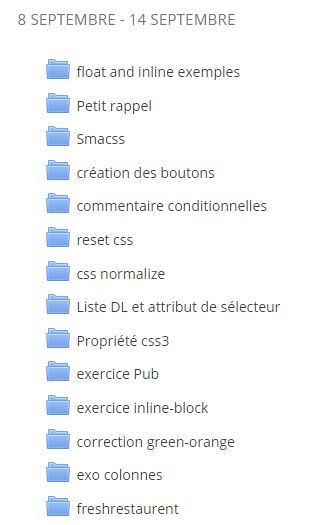 8 SEPTEMBRE - 14 SEPTEMBRE
float and inline exemples
Petit rappel
Smacss
création des boutons
commentaire conditionnelles
reset css
css normalize
Liste DL et attribut de sélecteur
Propriété css3
exercice Pub
exercice inline-block
correction green-orange
exo colonnes
freshrestaurent